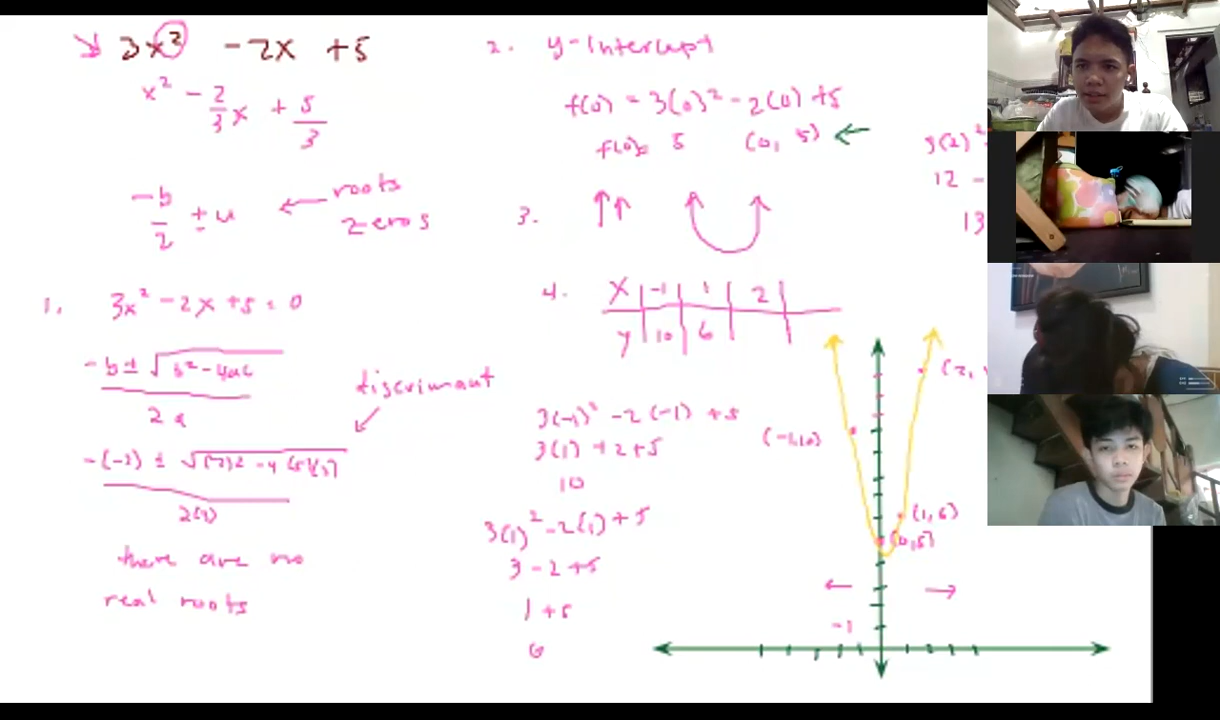 3x² - 2x + 5
x² - 2/3 x + 5/3
-b/2 ± u ← roots
zeros
1. 3x² - 2x + 5 = 0
-b ± √b² - 4ac
2a
discrimant
2(3)
there are no
real roots
2. y-Intercept
f(0) = 3(0)² - 2(0) + 5
f(0)= 5 (0, 5) ←
3. ↑↑
4. x | -1 | 1 | 2 |
y | 10 | 6 |
3(-1)² - 2(-1) + 5
3(1) + 2 + 5
10
3(1)² - 2(1) + 5
3 - 2 + 5
1 + 5
6
3(2)²
12 -
13
(2,
(-1,10)
(1,6)
(0,5)
← →
-1